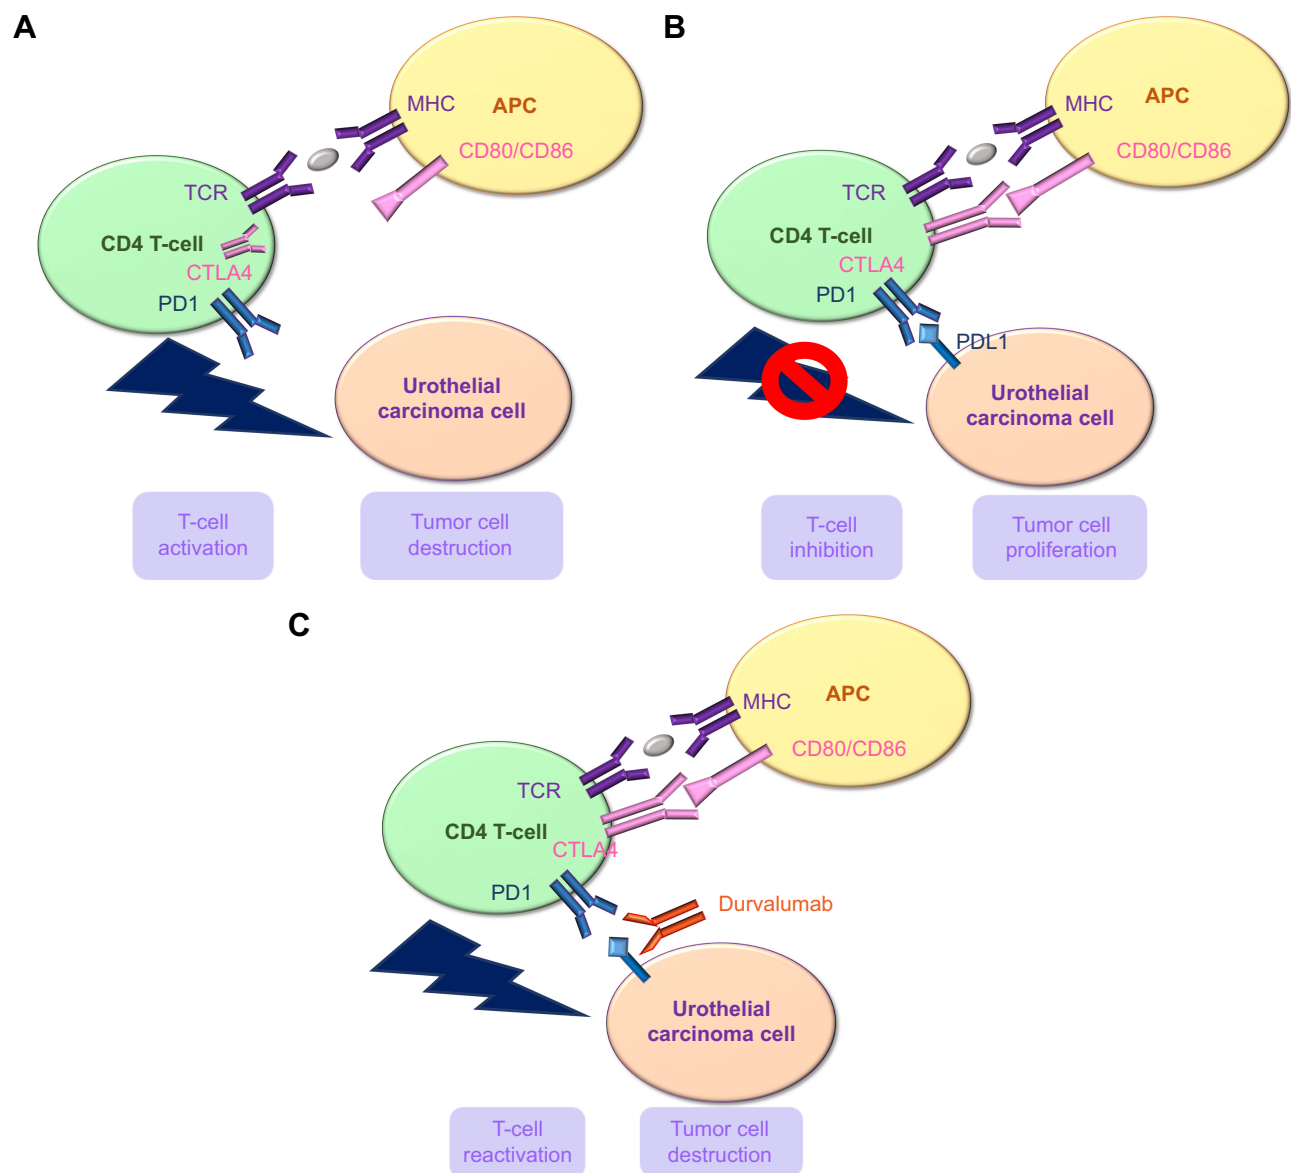 A
MHC
APC
CD80/CD86
TCR
CD4 T-cell
CTLA4
PD1
Urothelial
carcinoma cell
T-cell
activation
Tumor cell
destruction
B
MHC
APC
CD80/CD86
TCR
CD4 T-cell
CTLA4
PD1
PDL1
Urothelial
carcinoma cell
T-cell
inhibition
Tumor cell
proliferation
C
MHC
APC
CD80/CD86
TCR
CD4 T-cell
CTLA4
PD1
Durvalumab
Urothelial
carcinoma cell
T-cell
reactivation
Tumor cell
destruction